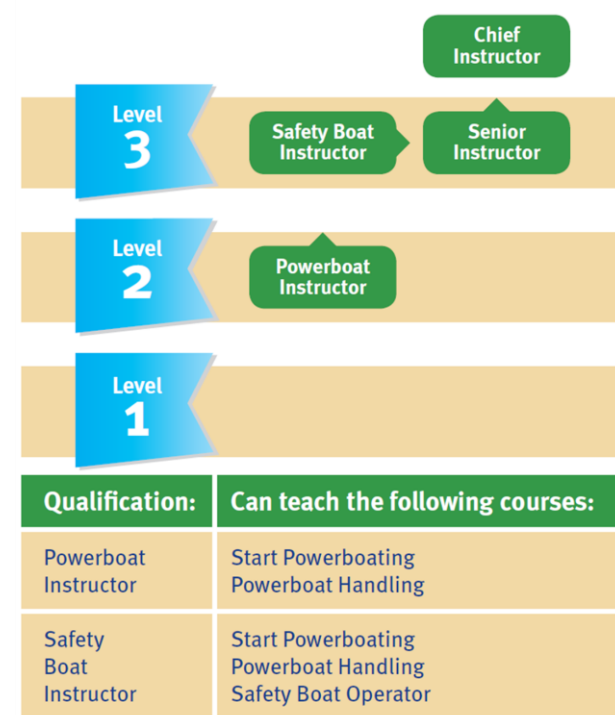 Chief
Instructor
Level
3
Safety Boat
Instructor
Senior
Instructor
Level
2
Powerboat
Instructor
Level
1
Qualification:
Can teach the following courses:
Powerboat
Instructor
Start Powerboating
Powerboat Handling
Safety
Boat
Instructor
Start Powerboating
Powerboat Handling
Safety Boat Operator